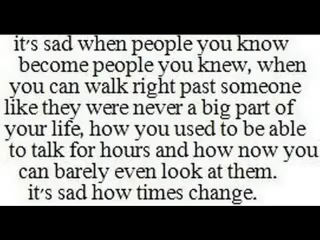 it's sad when people you know
become people you knew, when
you can walk right past someone
like they were never a big part of
your life, how you used to be able
to talk for hours and how now you
can barely even look at them.
it's sad how times change.